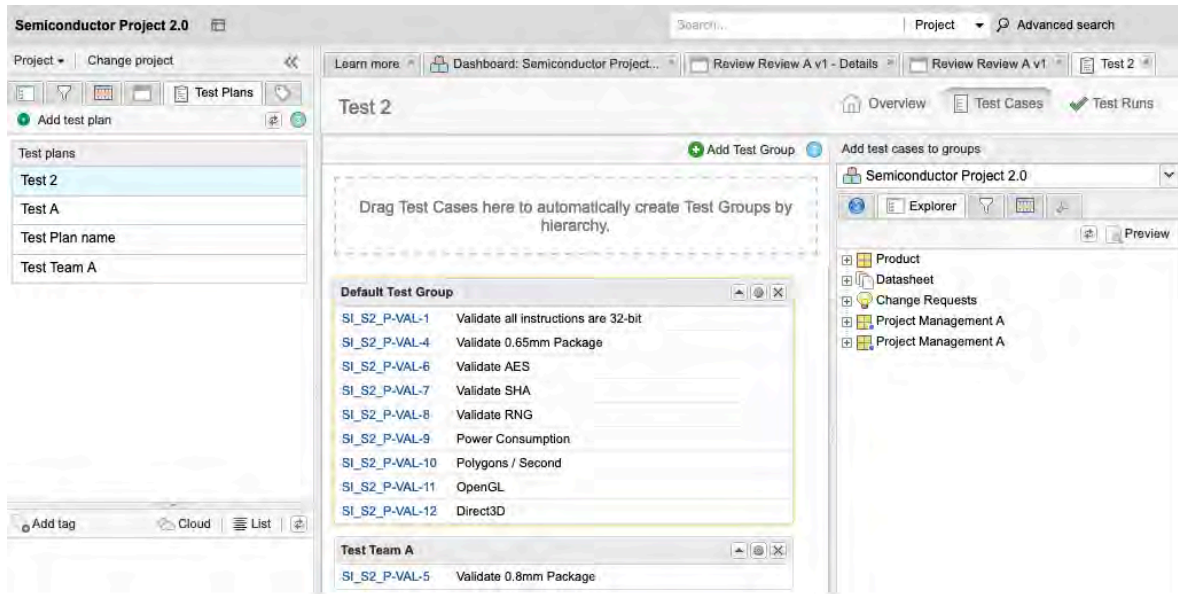 Semiconductor Project 2.0
Search... Project Advanced search
Project Change project
Learn more Dashboard: Semiconductor Project... Review Review A v1 - Details Review Review A v1 Test 2
Test Plans
Add test plan
Test plans
Test 2
Test A
Test Plan name
Test Team A
Add tag Cloud List
Test 2
Overview Test Cases Test Runs
Add Test Group
Drag Test Cases here to automatically create Test Groups by
hierarchy.
Default Test Group
SI_S2_P-VAL-1 Validate all instructions are 32-bit
SI_S2_P-VAL-4 Validate 0.65mm Package
SI_S2_P-VAL-6 Validate AES
SI_S2_P-VAL-7 Validate SHA
SI_S2_P-VAL-8 Validate RNG
SI_S2_P-VAL-9 Power Consumption
SI_S2_P-VAL-10 Polygons / Second
SI_S2_P-VAL-11 OpenGL
SI_S2_P-VAL-12 Direct3D
Test Team A
SI_S2_P-VAL-5 Validate 0.8mm Package
Add test cases to groups
Semiconductor Project 2.0
Explorer
Preview
Product
Datasheet
Change Requests
Project Management A
Project Management A